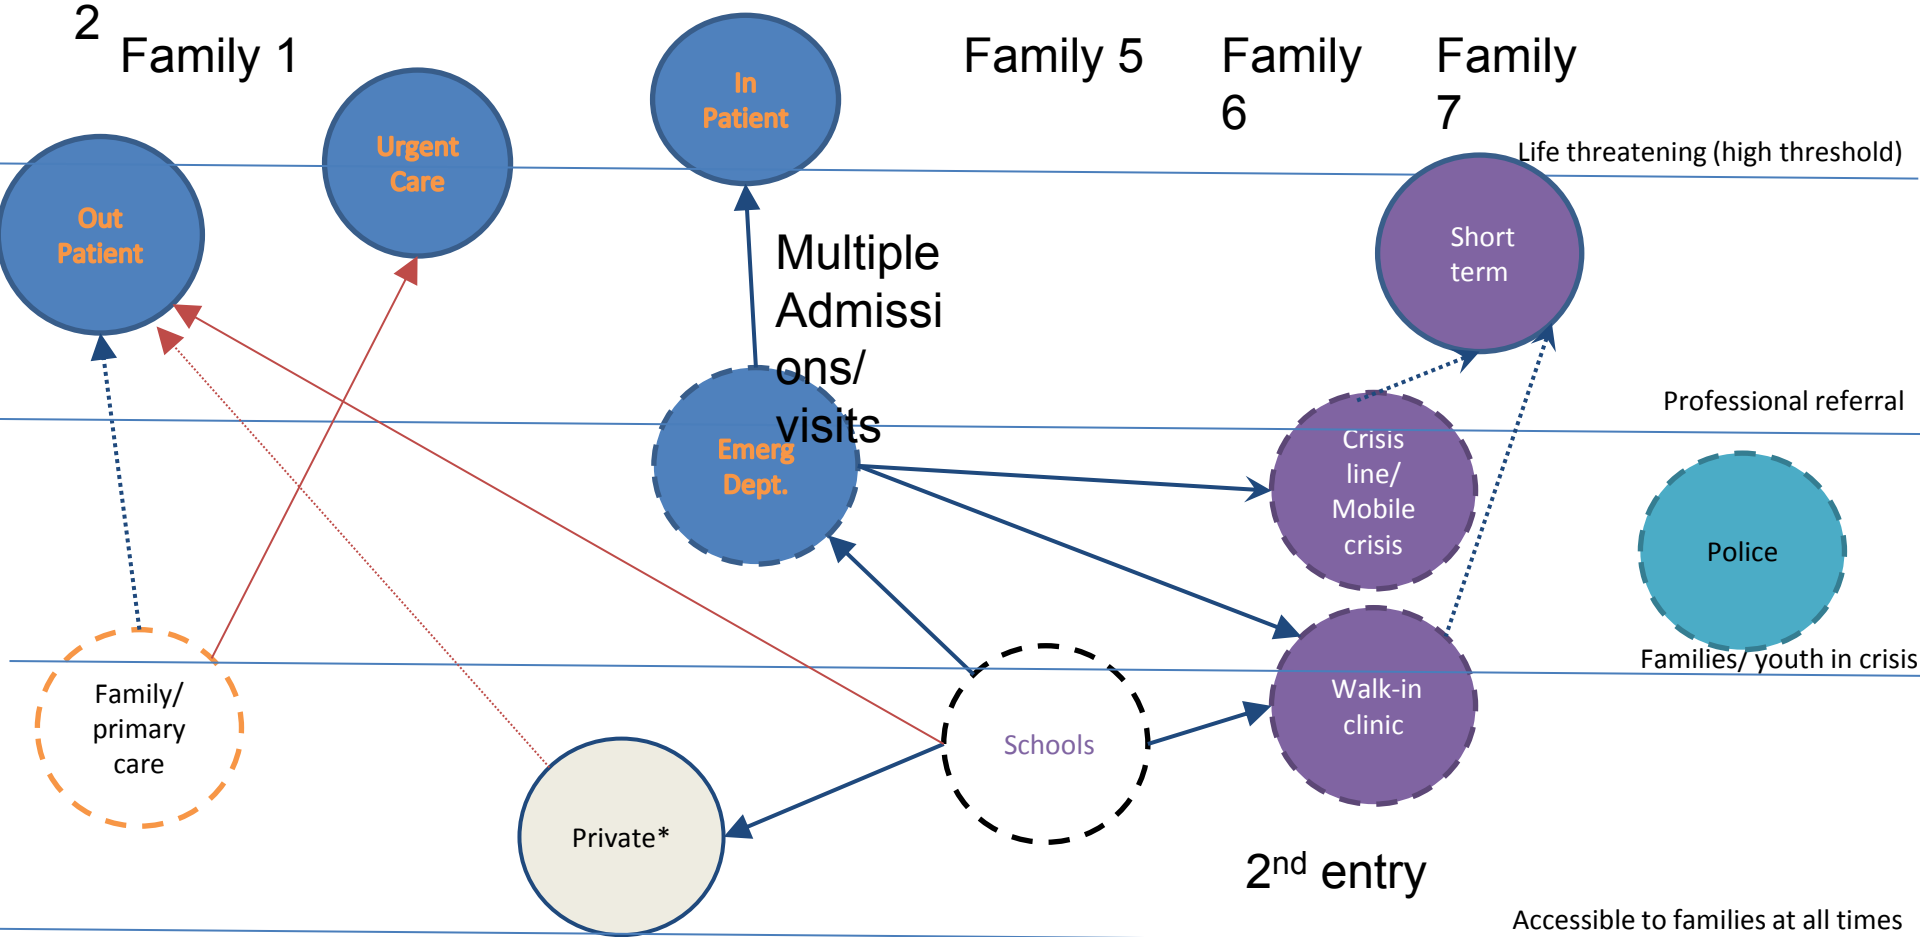 2
Family 1
Family 5
Family
6
Family
7
In
Patient
Urgent
Care
Life threatening (high threshold)
Out
Patient
Multiple
Admissi
ons/
visits
Short
term
Professional referral
Emerg
Dept.
Crisis
line/
Mobile
crisis
Police
Families/ youth in crisis
Family/
primary
care
Schools
Walk-in
clinic
Private*
2nd entry
Accessible to families at all times